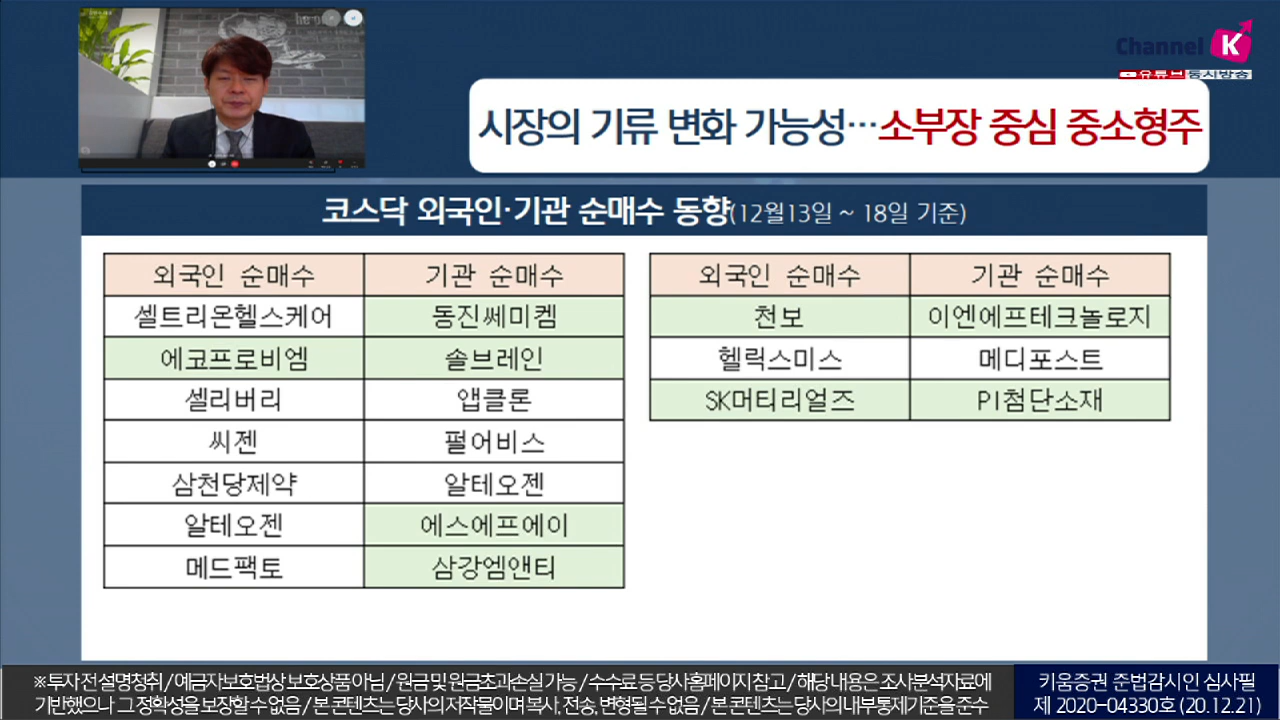 Channel K
유튜브 동시방송
시장의 기류 변화 가능성…소부장 중심 중소형주
코스닥 외국인·기관 순매수 동향(12월13일 ~ 18일 기준)
외국인 순매수 기관 순매수
셀트리온헬스케어 동진쎄미켐
에코프로비엠 솔브레인
셀리버리 앱클론
씨젠 펄어비스
삼천당제약 알테오젠
알테오젠 에스에프에이
메드팩토 삼강엠앤티
외국인 순매수 기관 순매수
천보 이엔에프테크놀로지
헬릭스미스 메디포스트
SK머티리얼즈 PI첨단소재
※ 투자 전 설명청취 / 예금자보호법상 보호상품 아님 / 원금 및 원금초과손실 가능 / 수수료 등 당사홈페이지 참고 / 해당 내용은 조사분석자료에
기반했으나 그 정확성을 보장할 수 없음 / 본 콘텐츠는 당사의 저작물이며 복사, 전송, 변형될 수 없음 / 본 콘텐츠는 당사의 내부통제기준을 준수
키움증권 준법감시인 심사필
제 2020-04330호 (20.12.21)